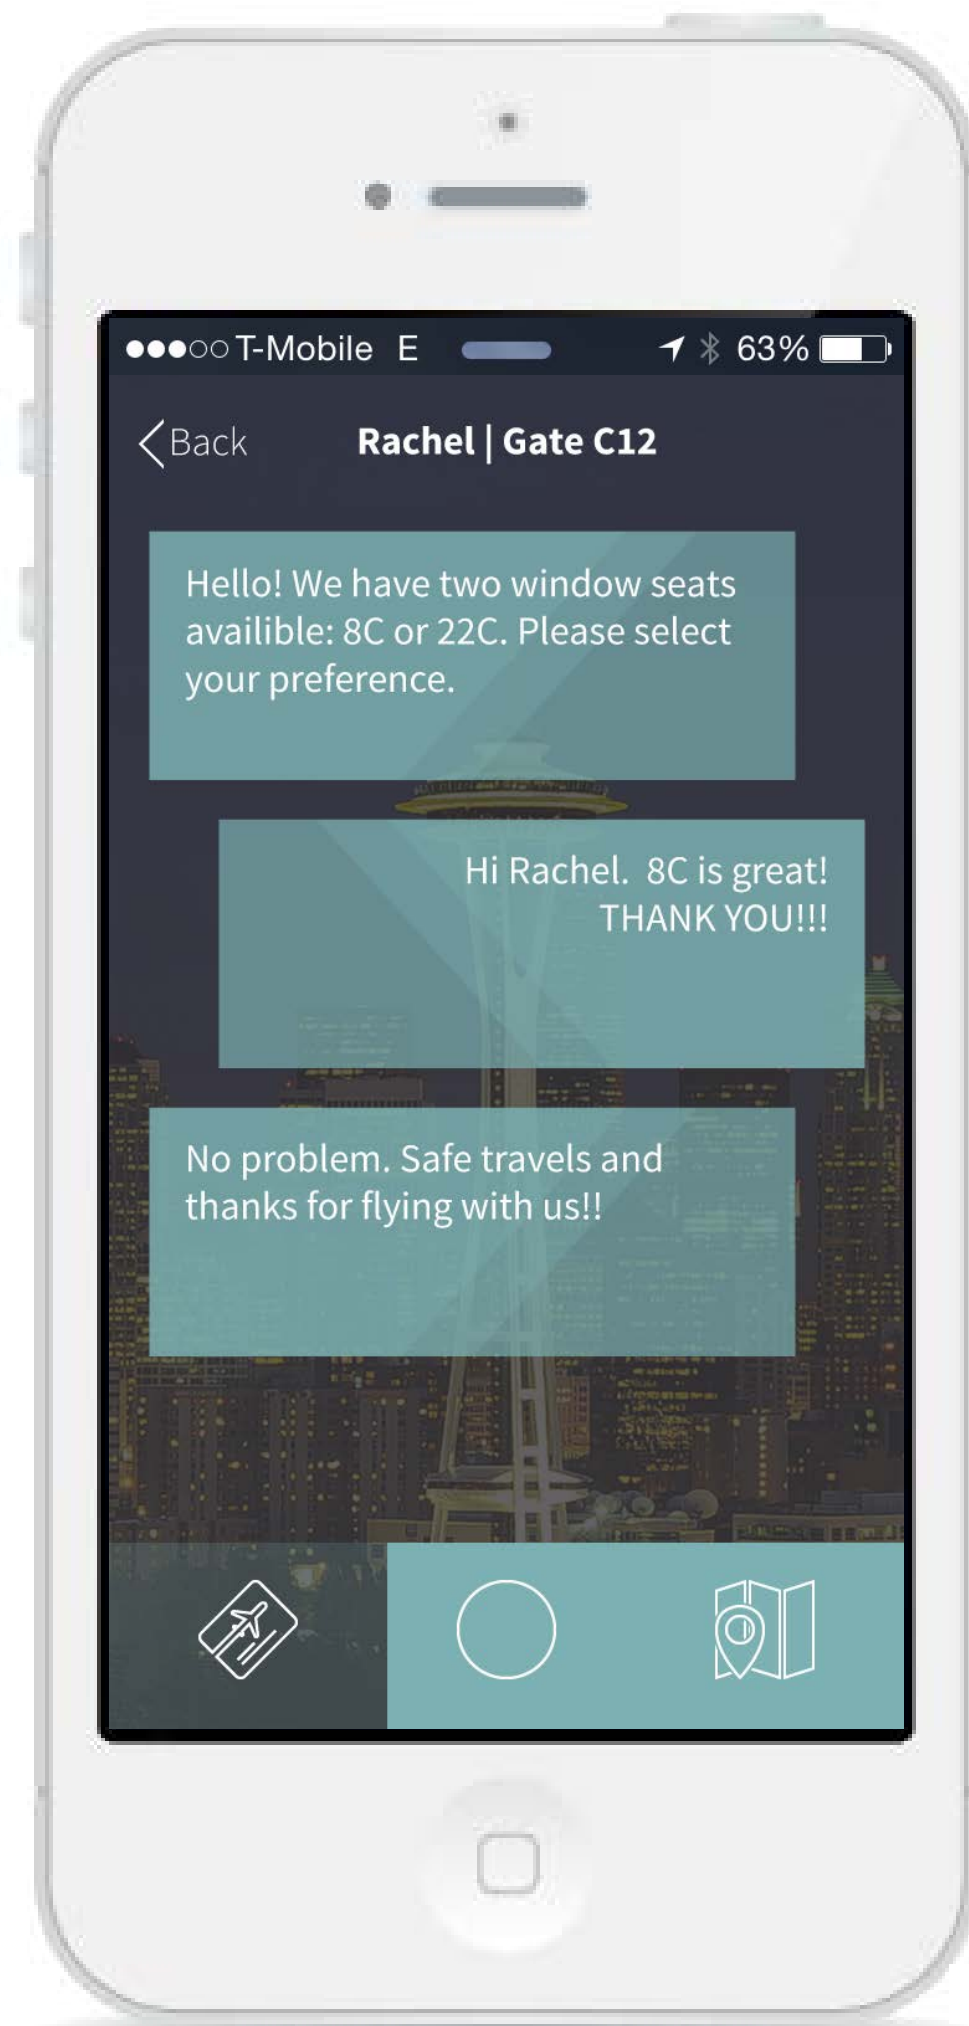 T-Mobile E 63%
Back Rachel | Gate C12
Hello! We have two window seats
availible: 8C or 22C. Please select
your preference.
Hi Rachel. 8C is great!
THANK YOU!!!
No problem. Safe travels and
thanks for flying with us!!